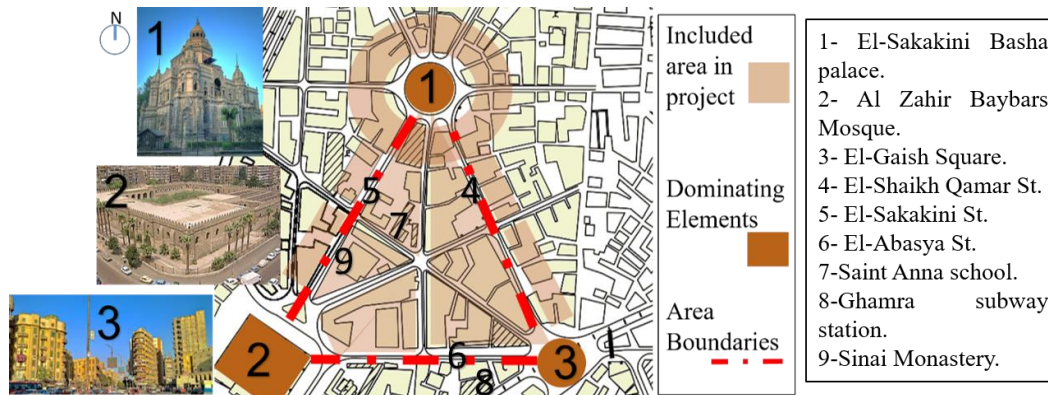 N
1
2
3
1
4
5
7
9
6
2
3
8
Included
area in
project
Dominating
Elements
Area
Boundaries
1- El-Sakakini Basha
palace.
2- Al Zahir Baybars
Mosque.
3- El-Gaish Square.
4- El-Shaikh Qamar St.
5- El-Sakakini St.
6- El-Abasya St.
7-Saint Anna school.
8-Ghamra subway
station.
9-Sinai Monastery.